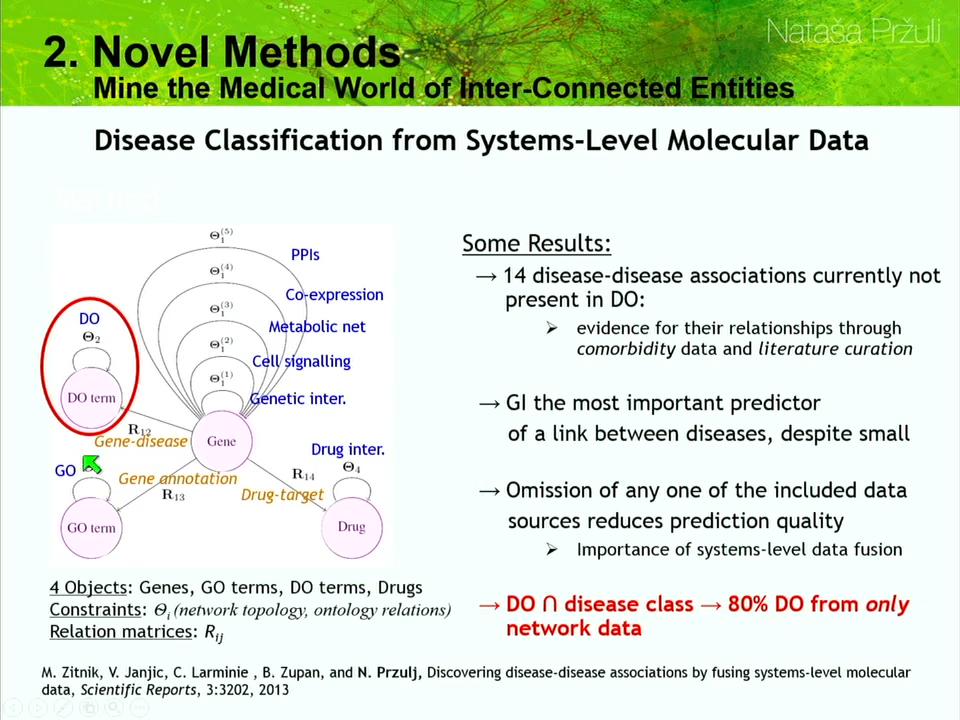 Nataša Pržulj
2. Novel Methods
Mine the Medical World of Inter-Connected Entities
Disease Classification from Systems-Level Molecular Data
Θ₁⁽⁵⁾
PPIs
Θ₁⁽⁴⁾
Co-expression
Θ₁⁽³⁾
Metabolic net
Θ₁⁽²⁾
Cell signalling
Θ₁⁽¹⁾
Genetic inter.
DO
Θ₂
DO term
R₁₂
Gene-disease
Gene
Drug inter.
GO
Gene annotation
R₁₃
R₁₄
Drug-target
Θ₄
GO term
Drug
4 Objects: Genes, GO terms, DO terms, Drugs
Constraints: Θᵢ (network topology, ontology relations)
Relation matrices: Rᵢⱼ
Some Results:
→ 14 disease-disease associations currently not
present in DO:
➢ evidence for their relationships through
comorbidity data and literature curation
→ GI the most important predictor
of a link between diseases, despite small
→ Omission of any one of the included data
sources reduces prediction quality
➢ Importance of systems-level data fusion
→ DO ∩ disease class → 80% DO from only
network data
M. Zitnik, V. Janjic, C. Larminie , B. Zupan, and N. Przulj, Discovering disease-disease associations by fusing systems-level molecular
data, Scientific Reports, 3:3202, 2013